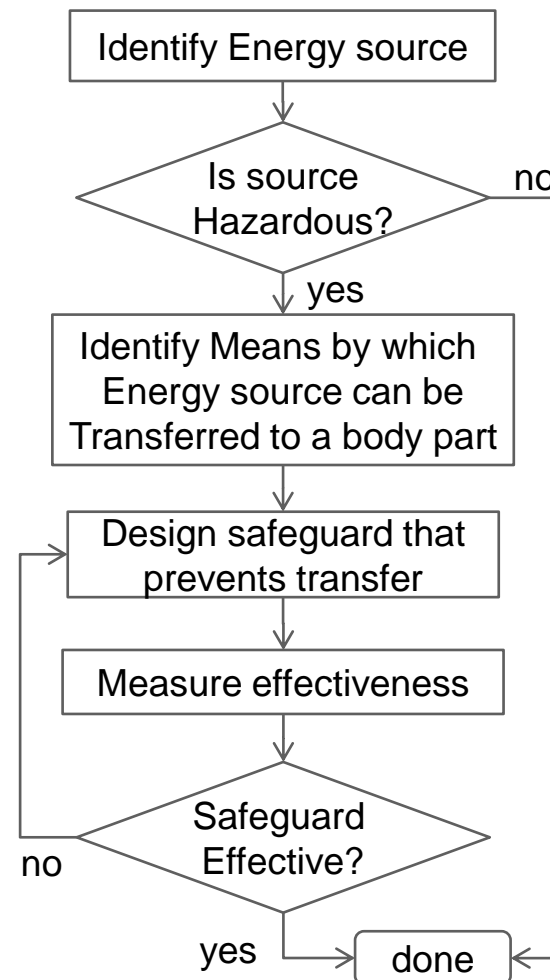 Identify Energy source
Is source
Hazardous?
no
yes
Identify Means by which
Energy source can be
Transferred to a body part
Design safeguard that
prevents transfer
Measure effectiveness
Safeguard
Effective?
no
yes
done